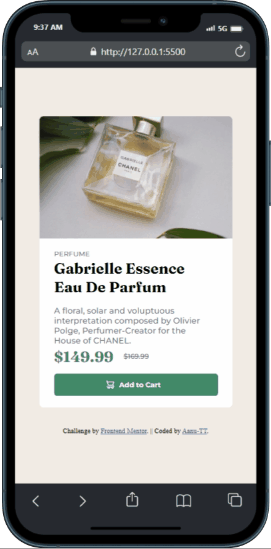 9:37 AM
5G
AA
http://127.0.0.1:5500
GABRIELLE
CHANEL
PERFUME
Gabrielle Essence
Eau De Parfum
A floral, solar and voluptuous
interpretation composed by Olivier
Polge, Perfumer-Creator for the
House of CHANEL.
$149.99 $169.99
Add to Cart
Challenge by Frontend Mentor. || Coded by